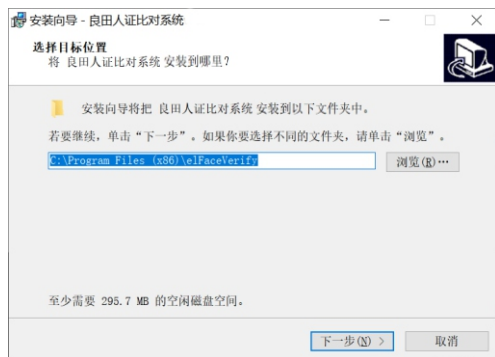 安装向导 - 良田人证比对系统
选择目标位置
将 良田人证比对系统 安装到哪里？
安装向导将把 良田人证比对系统 安装到以下文件夹中。
若要继续，单击“下一步”。如果你要选择不同的文件夹，请单击“浏览”。
C:\Program Files (x86)\elFaceVerify
浏览(R)…
至少需要 295.7 MB 的空闲磁盘空间。
下一步(N) >
取消